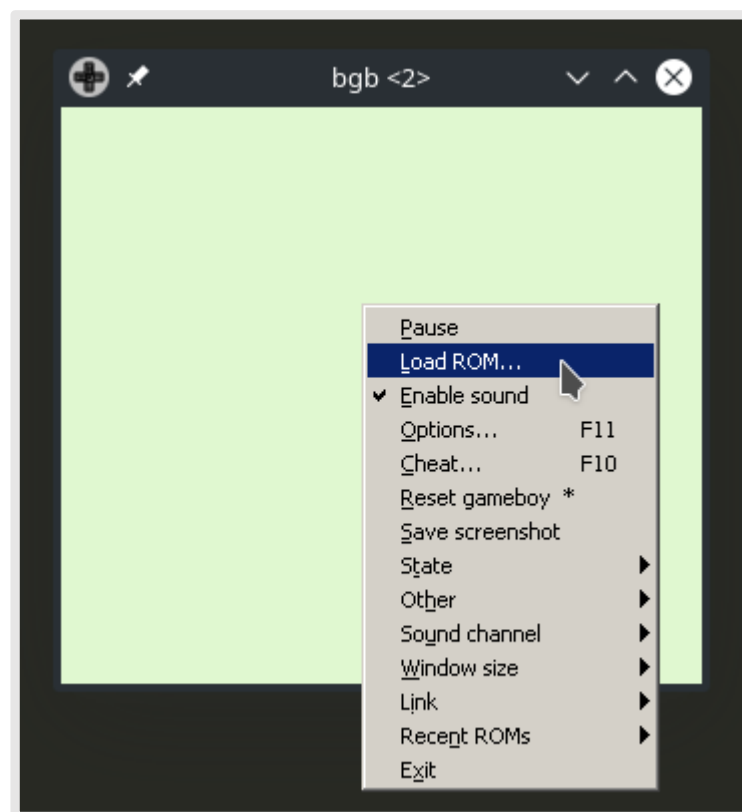 bgb <2>
Pause
Load ROM...
Enable sound
Options... F11
Cheat... F10
Reset gameboy *
Save screenshot
State
Other
Sound channel
Window size
Link
Recent ROMs
Exit